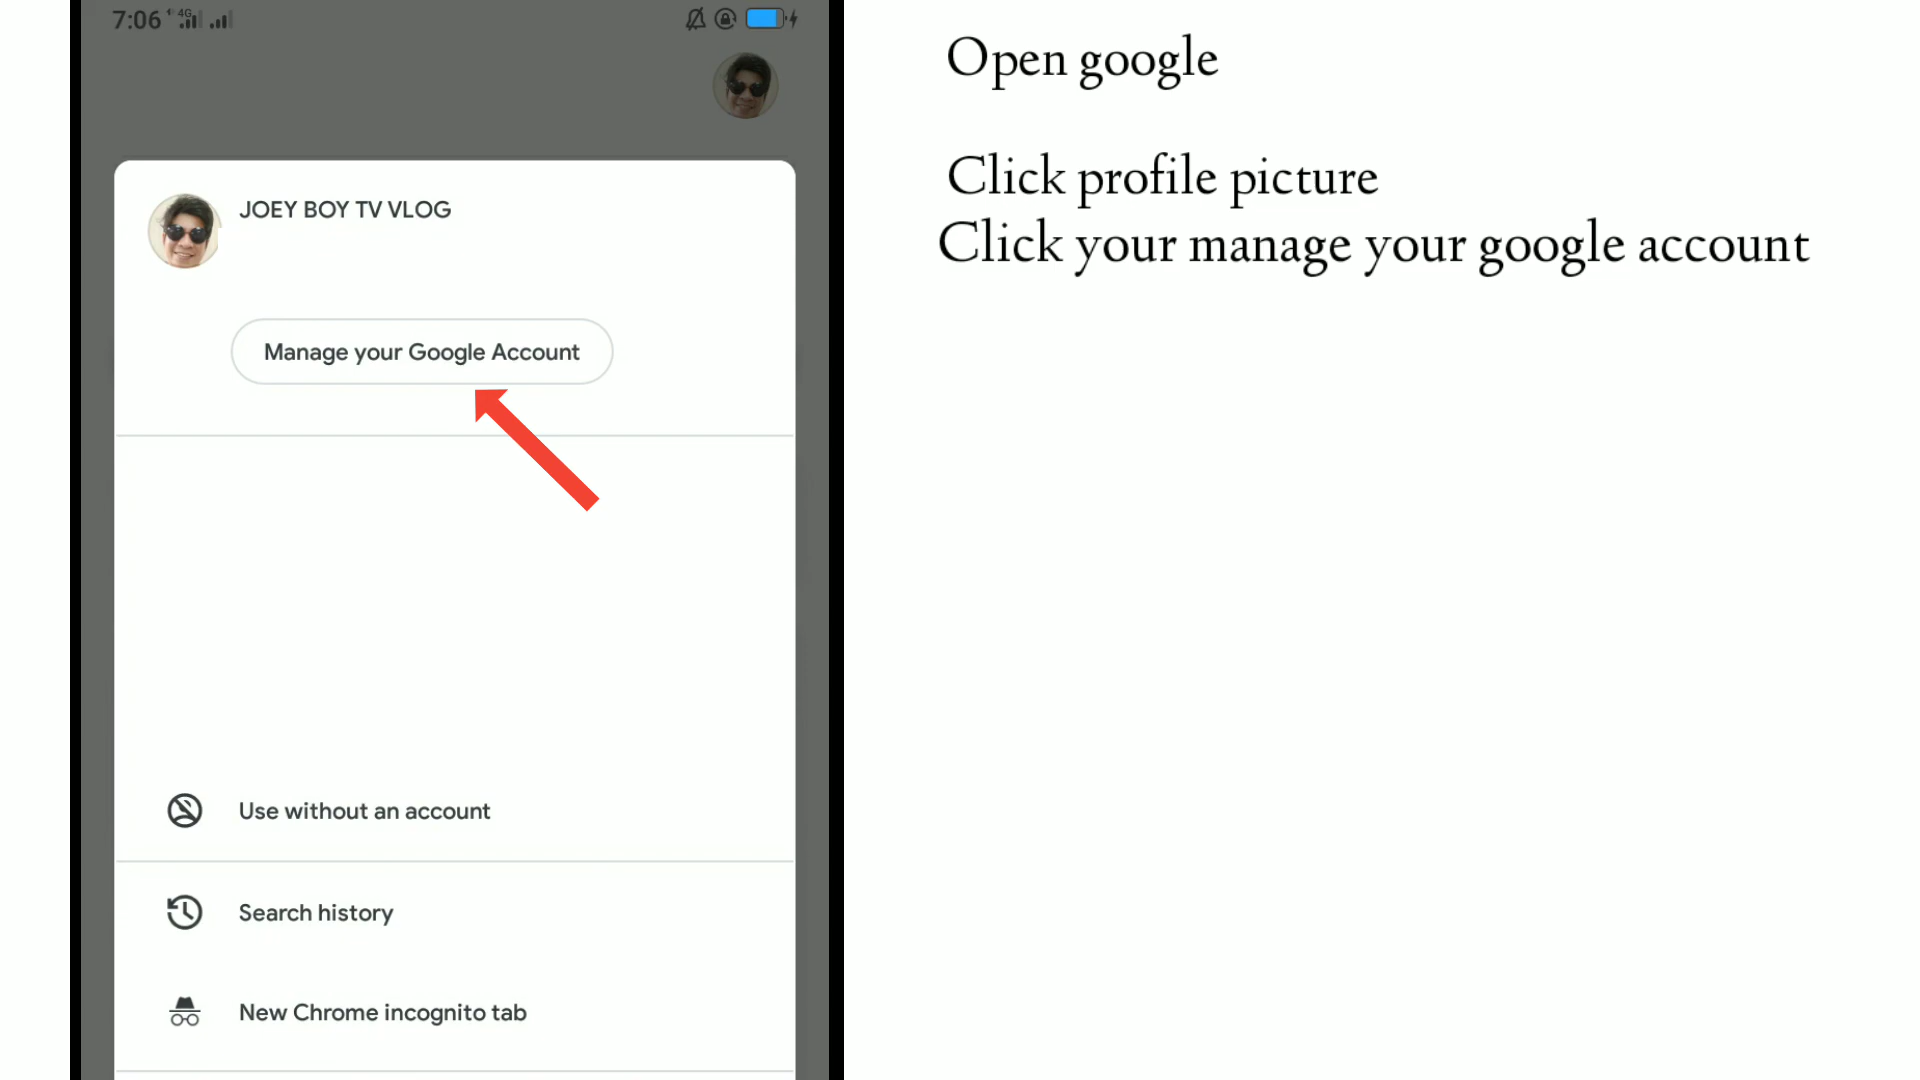 7:06 4G
JOEY BOY TV VLOG
Manage your Google Account
Use without an account
Search history
New Chrome incognito tab
Open google
Click profile picture
Click your manage your google account